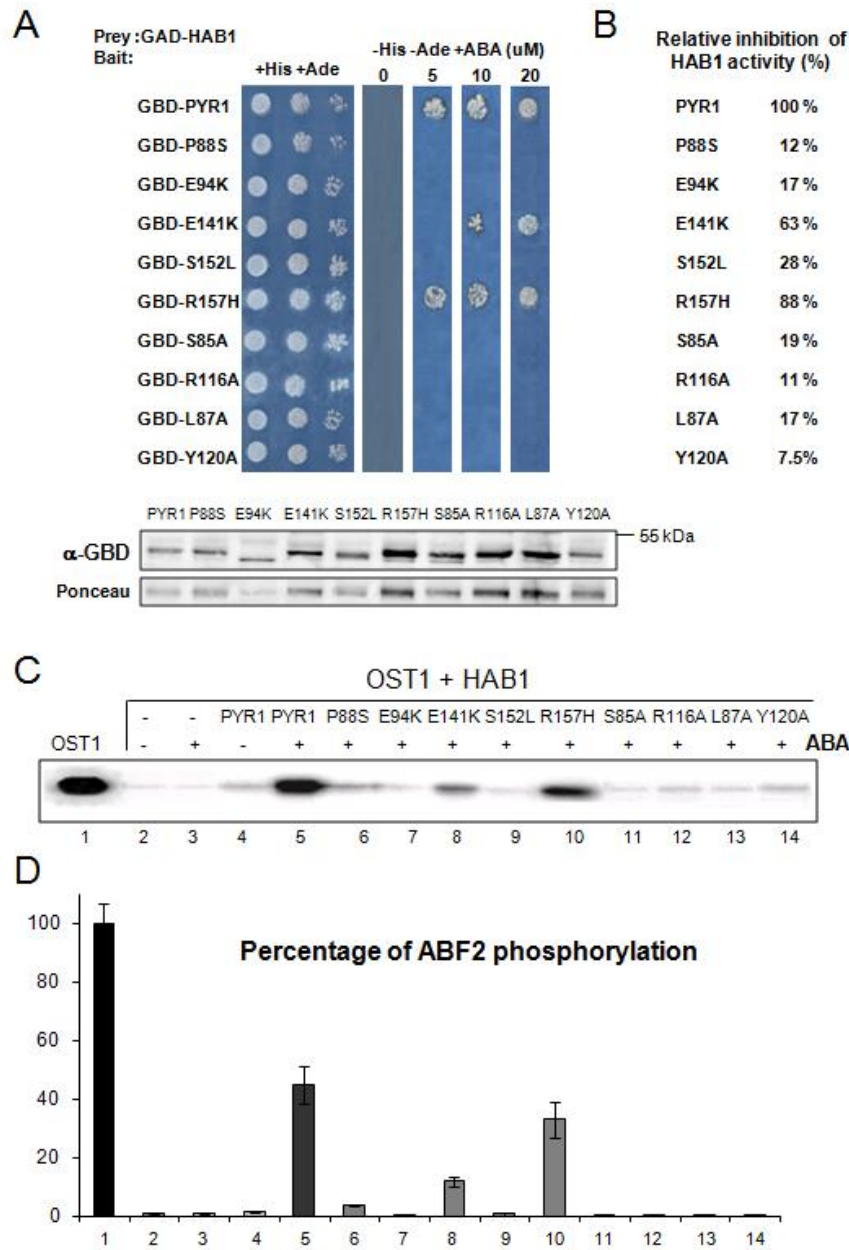 A
Prey :GAD-HAB1
Bait:
+His +Ade
-His -Ade +ABA (uM)
0 5 10 20
GBD-PYR1
GBD-P88S
GBD-E94K
GBD-E141K
GBD-S152L
GBD-R157H
GBD-S85A
GBD-R116A
GBD-L87A
GBD-Y120A
B
Relative inhibition of
HAB1 activity (%)
PYR1 100 %
P88S 12 %
E94K 17 %
E141K 63 %
S152L 28 %
R157H 88 %
S85A 19 %
R116A 11 %
L87A 17 %
Y120A 7.5%
PYR1 P88S E94K E141K S152L R157H S85A R116A L87A Y120A
α-GBD
55 kDa
Ponceau
C
OST1 + HAB1
- - PYR1 PYR1 P88S E94K E141K S152L R157H S85A R116A L87A Y120A
OST1 - + - + + + + + + + + + + ABA
1 2 3 4 5 6 7 8 9 10 11 12 13 14
D
Percentage of ABF2 phosphorylation
100
80
60
40
20
0
1 2 3 4 5 6 7 8 9 10 11 12 13 14